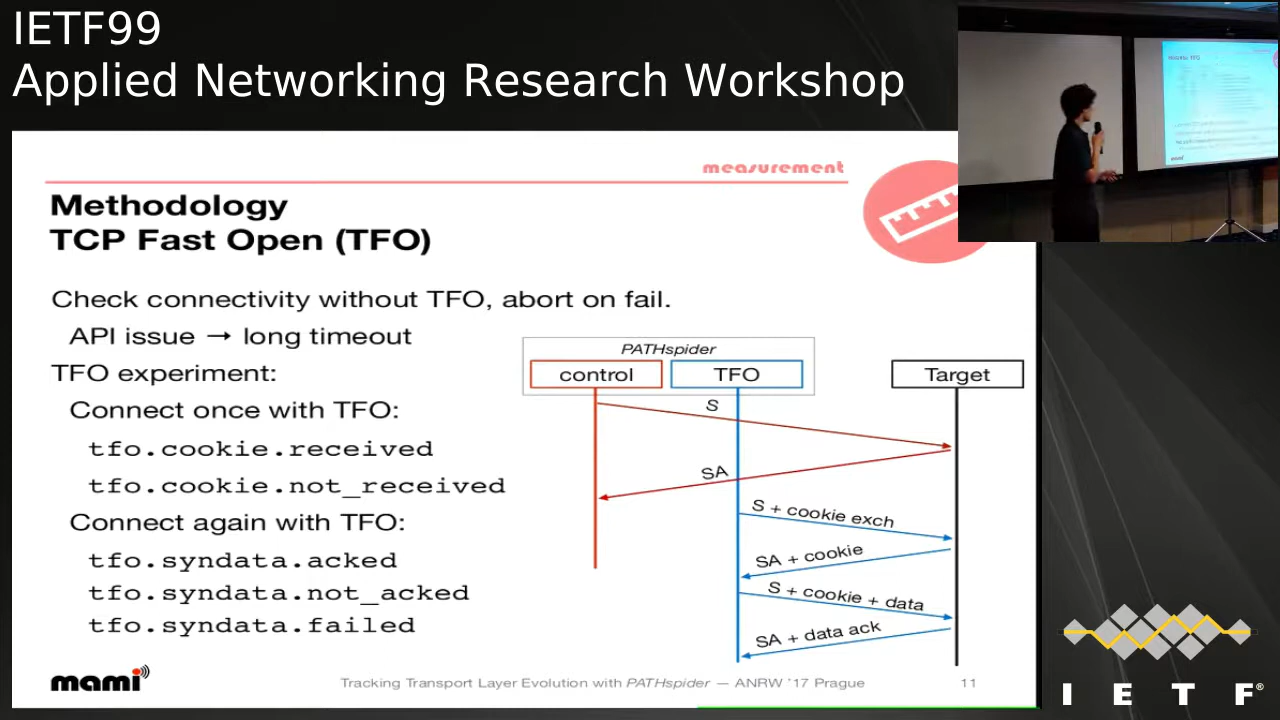 IETF99
Applied Networking Research Workshop
measurement
Methodology
TCP Fast Open (TFO)
Check connectivity without TFO, abort on fail.
API issue → long timeout
TFO experiment:
Connect once with TFO:
tfo.cookie.received
tfo.cookie.not_received
Connect again with TFO:
tfo.syndata.acked
tfo.syndata.not_acked
tfo.syndata.failed
PATHspider
control
TFO
Target
S
SA
S + cookie exch
SA + cookie
S + cookie + data
SA + data ack
mami
Tracking Transport Layer Evolution with PATHspider — ANRW '17 Prague
11
I E T F®